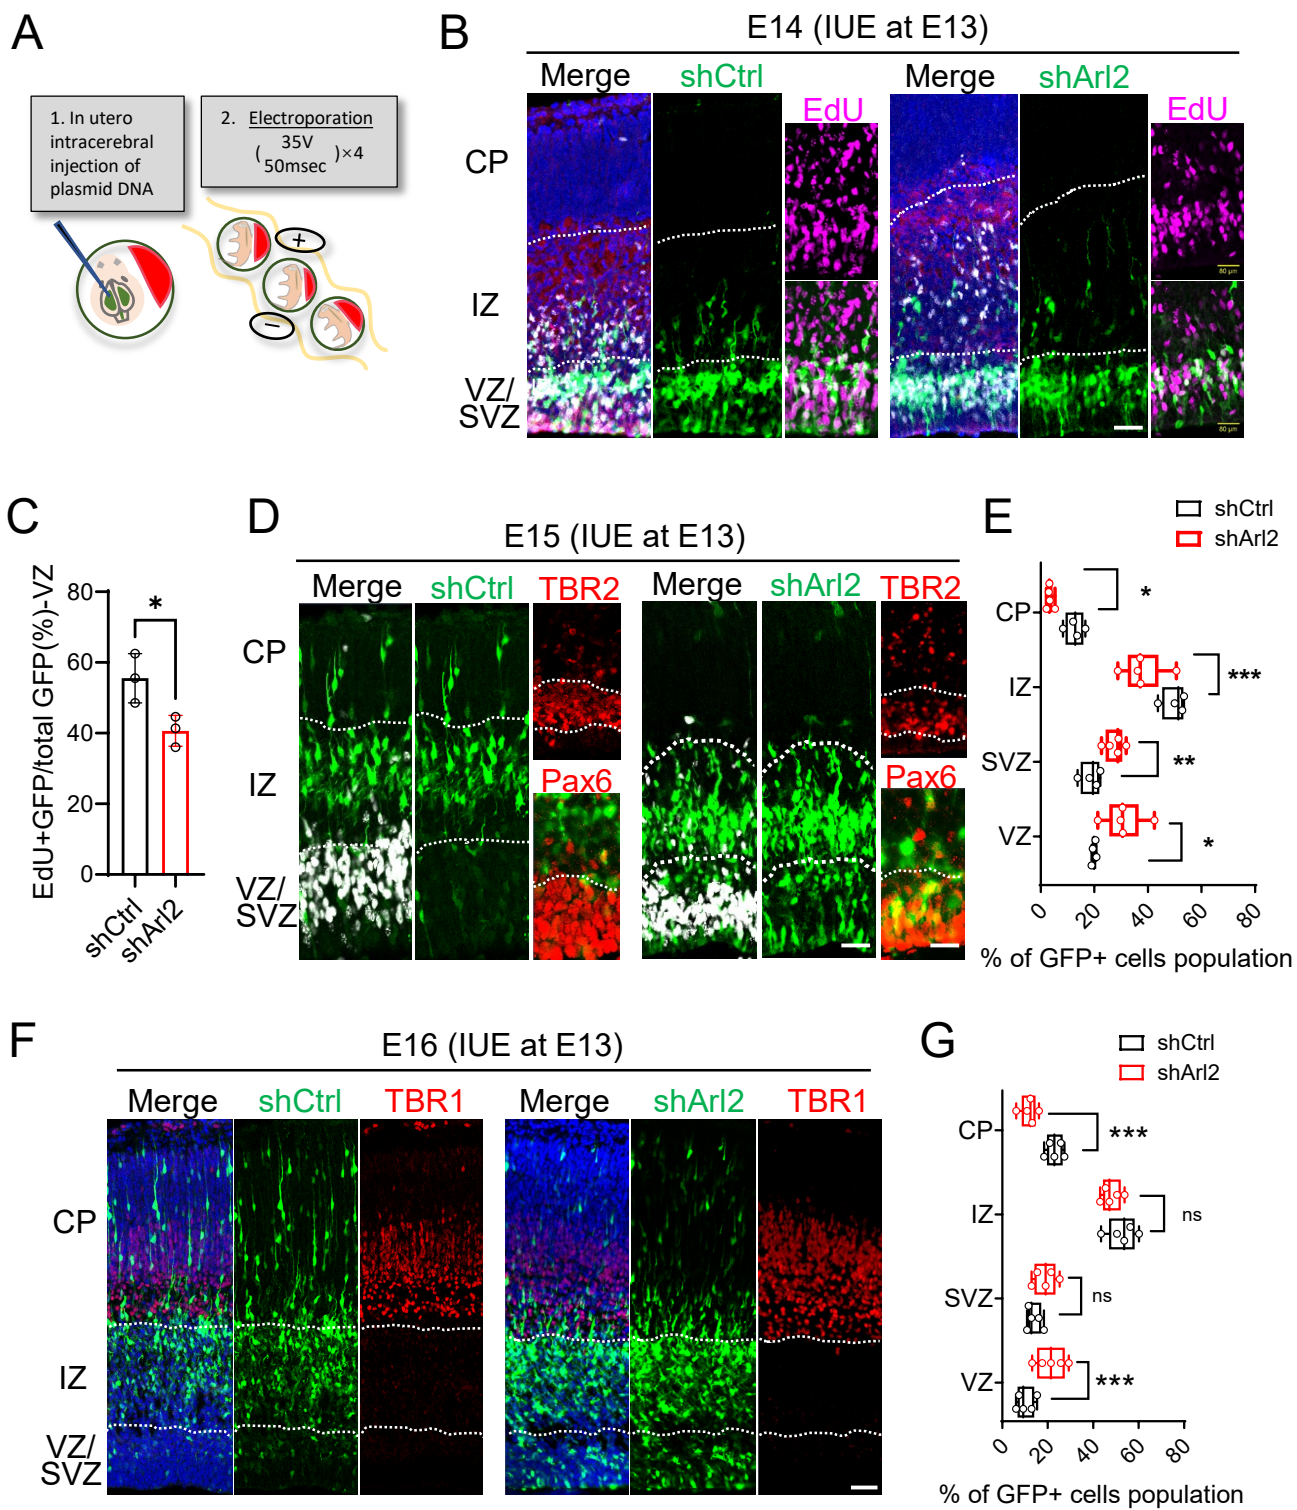 A
1. In utero
intracerebral
injection of
plasmid DNA
2. Electroporation
( 35V
50msec ) ×4
+
−
B
E14 (IUE at E13)
Merge shCtrl EdU Merge shArl2 EdU
CP
IZ
VZ/
SVZ
80 µm
80 µm
C
EdU+GFP/total GFP(%)-VZ
80
60
40
20
0
*
shCtrl
shArl2
D
E15 (IUE at E13)
Merge shCtrl TBR2 Merge shArl2 TBR2
CP
IZ
VZ/
SVZ
Pax6 Pax6
E
shCtrl
shArl2
CP *
IZ ***
SVZ **
VZ *
0 20 40 60 80
% of GFP+ cells population
F
E16 (IUE at E13)
Merge shCtrl TBR1 Merge shArl2 TBR1
CP
IZ
VZ/
SVZ
G
shCtrl
shArl2
CP ***
IZ ns
SVZ ns
VZ ***
0 20 40 60 80
% of GFP+ cells population